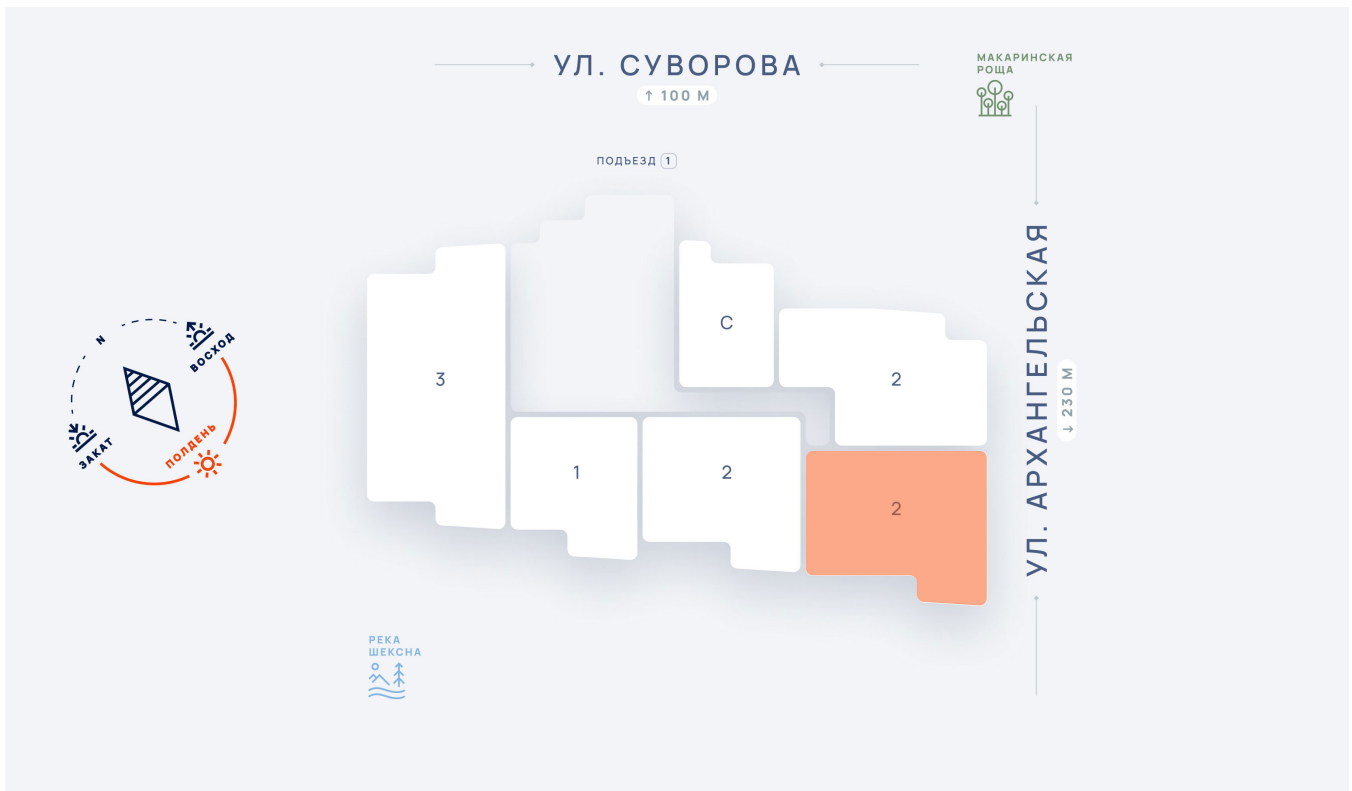 УЛ. СУВОРОВА
↑ 100 М
МАКАРИНСКАЯ
РОЩА
ПОДЪЕЗД 1
УЛ. АРХАНГЕЛЬСКАЯ
↓ 230 М
N
ВОСХОД
ПОЛДЕНЬ
ЗАКАТ
3
С
2
1
2
2
РЕКА
ШЕКСНА